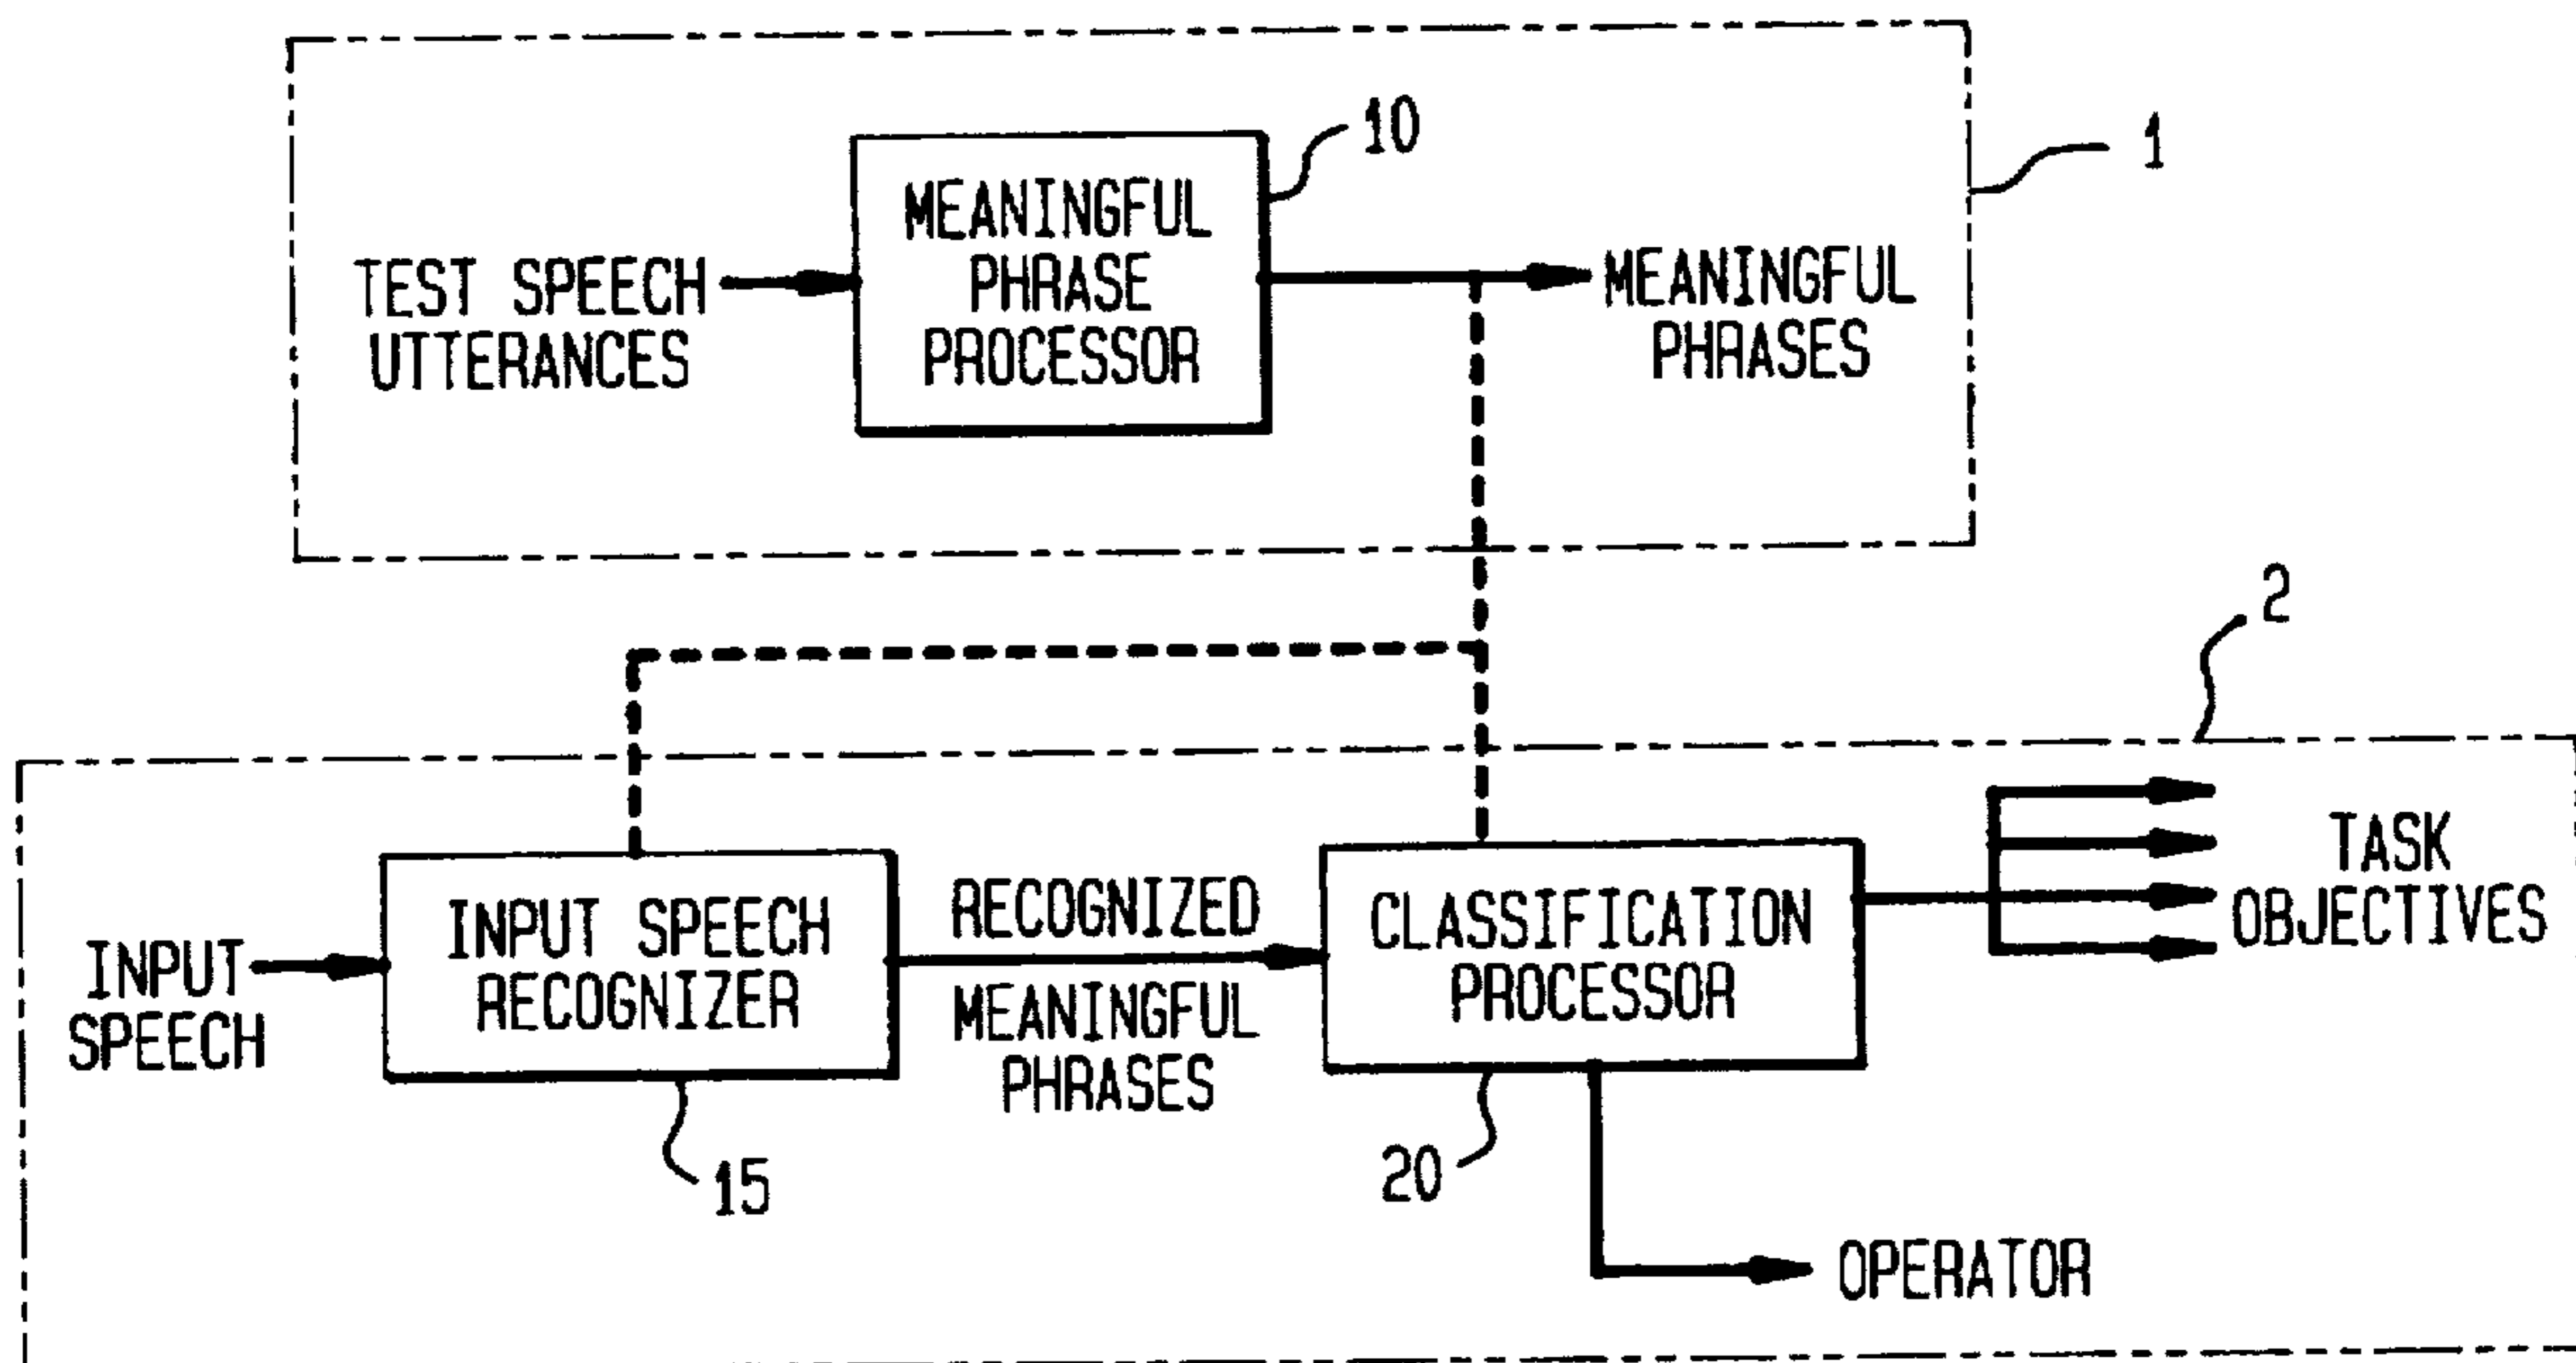 10
1
MEANINGFUL
PHRASE
PROCESSOR
TEST SPEECH
UTTERANCES
MEANINGFUL
PHRASES
2
INPUT
SPEECH
INPUT SPEECH
RECOGNIZER
15
RECOGNIZED
MEANINGFUL
PHRASES
CLASSIFICATION
PROCESSOR
20
TASK
OBJECTIVES
OPERATOR